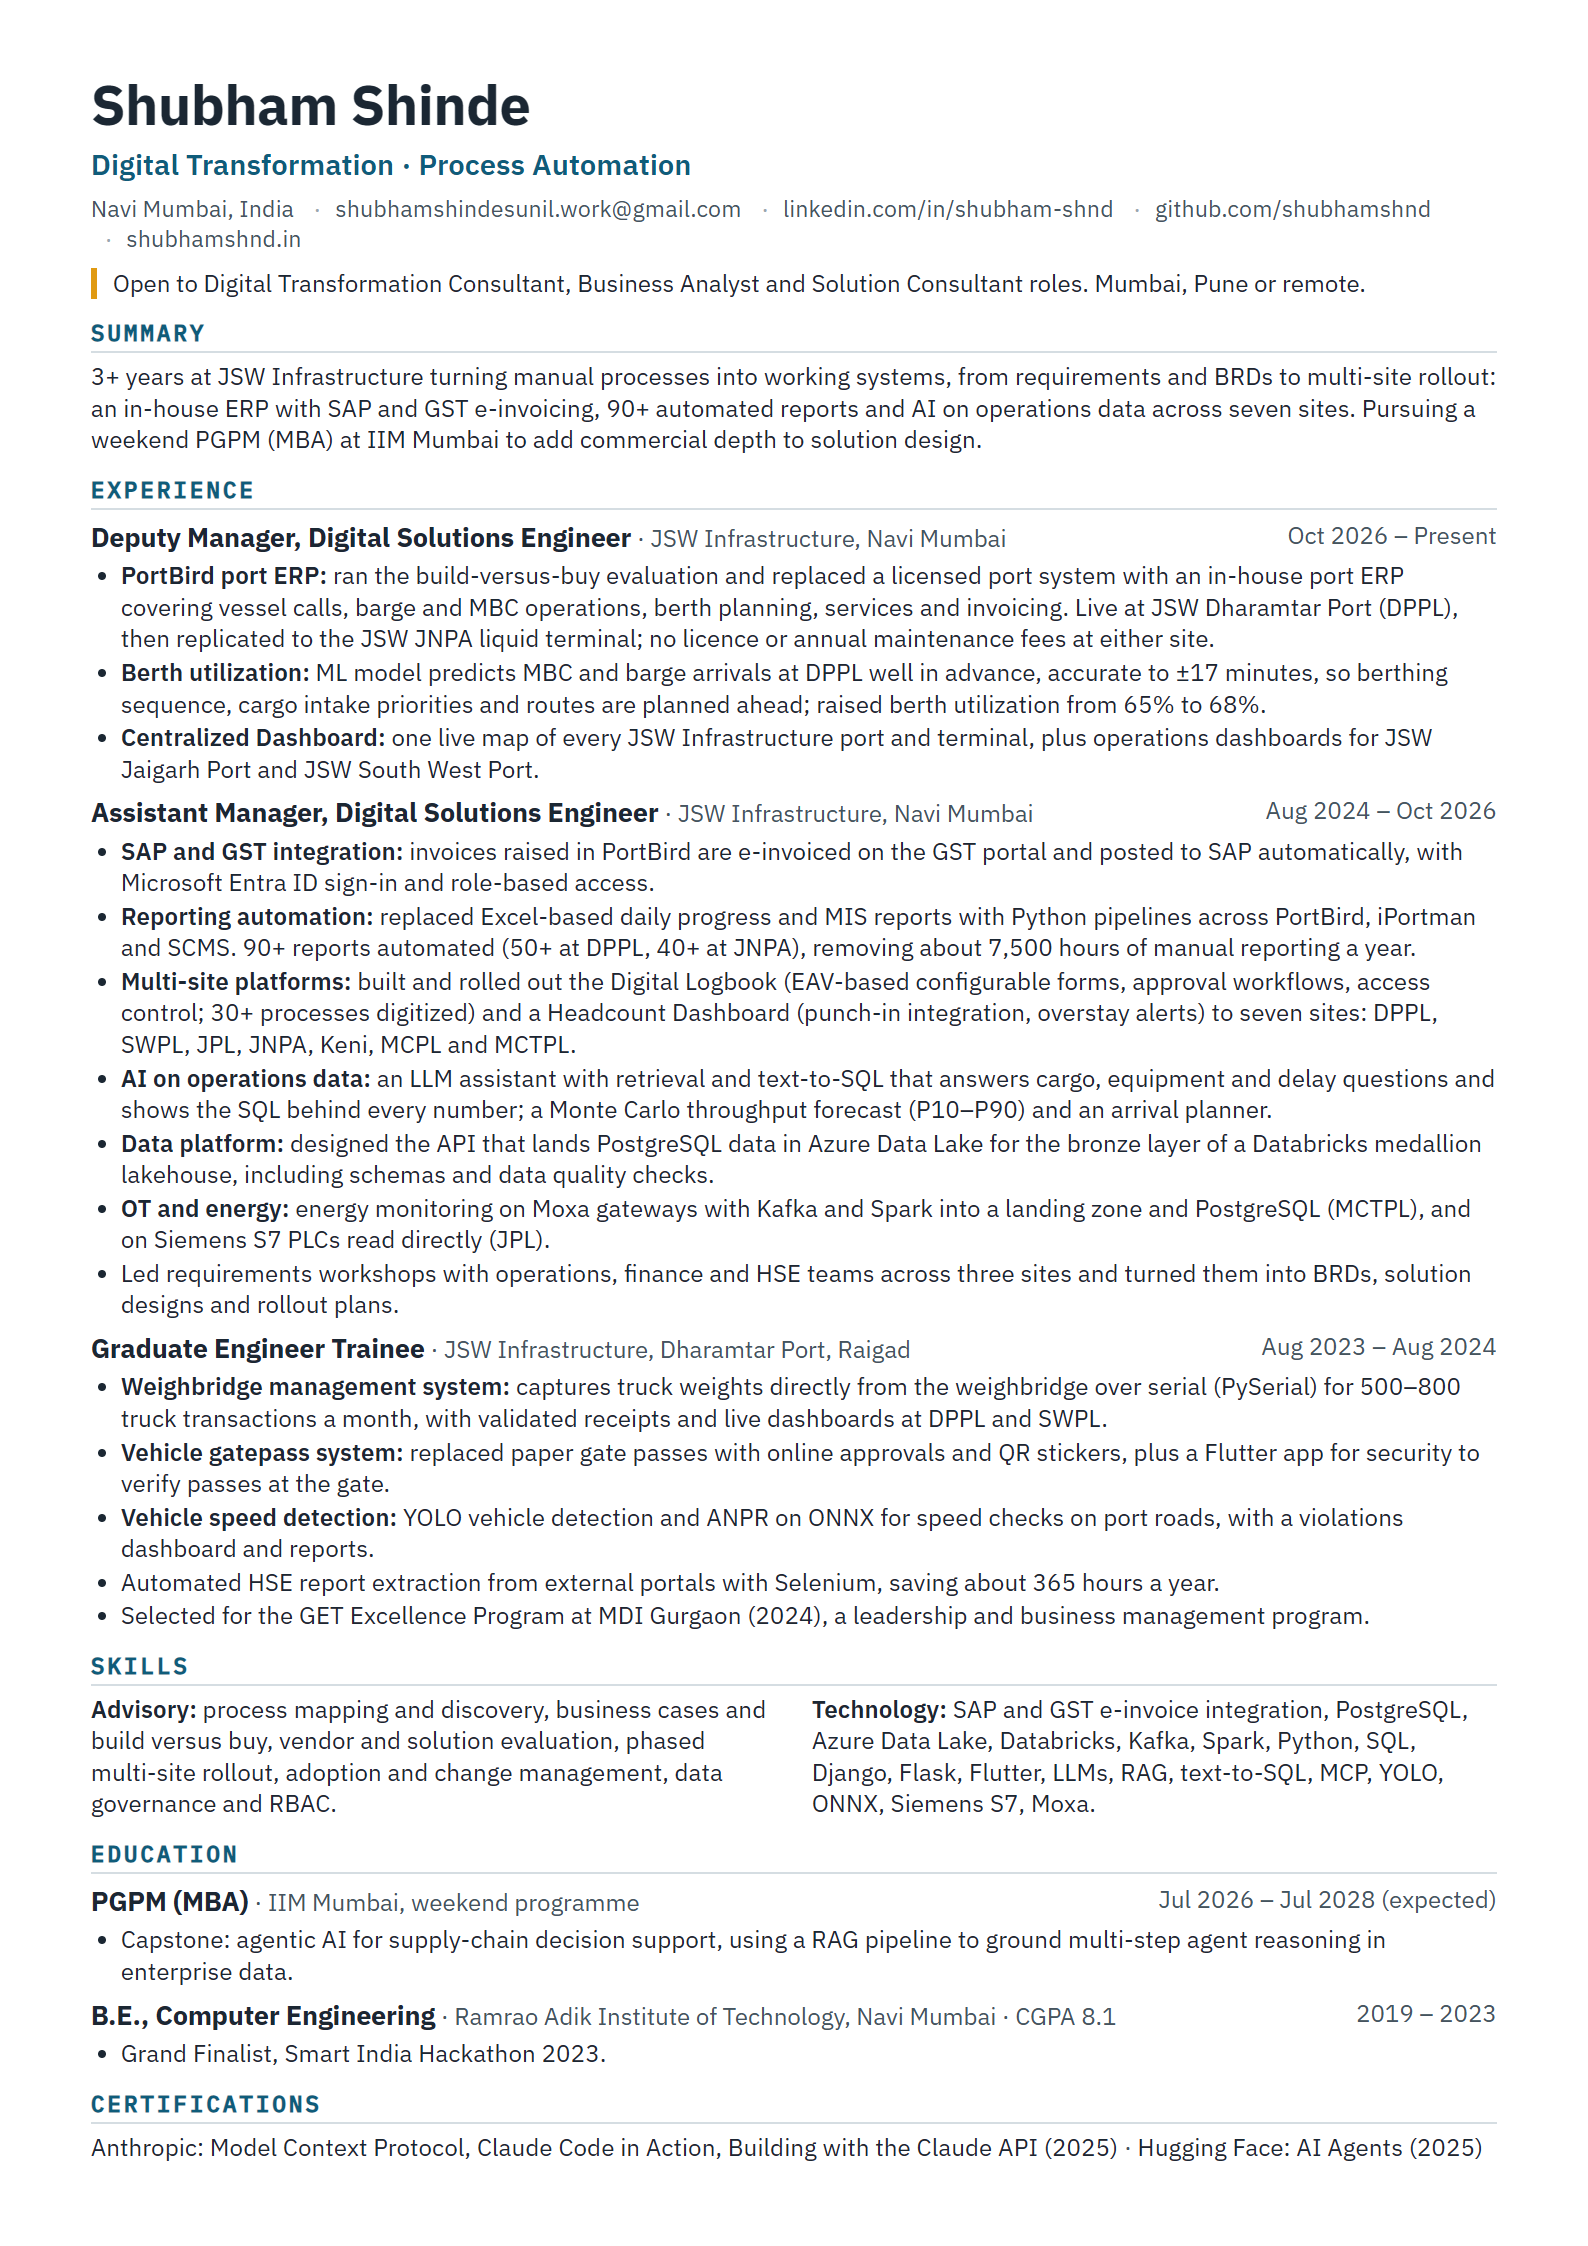 Shubham Shinde
Digital Transformation · Process Automation
Navi Mumbai, India · shubhamshindesunil.work@gmail.com · linkedin.com/in/shubham-shnd · github.com/shubhamshnd
· shubhamshnd.in
Open to Digital Transformation Consultant, Business Analyst and Solution Consultant roles. Mumbai, Pune or remote.
SUMMARY
3+ years at JSW Infrastructure turning manual processes into working systems, from requirements and BRDs to multi-site rollout:
an in-house ERP with SAP and GST e-invoicing, 90+ automated reports and AI on operations data across seven sites. Pursuing a
weekend PGPM (MBA) at IIM Mumbai to add commercial depth to solution design.
EXPERIENCE
Deputy Manager, Digital Solutions Engineer · JSW Infrastructure, Navi Mumbai Oct 2026 – Present
• PortBird port ERP: ran the build-versus-buy evaluation and replaced a licensed port system with an in-house port ERP
covering vessel calls, barge and MBC operations, berth planning, services and invoicing. Live at JSW Dharamtar Port (DPPL),
then replicated to the JSW JNPA liquid terminal; no licence or annual maintenance fees at either site.
• Berth utilization: ML model predicts MBC and barge arrivals at DPPL well in advance, accurate to ±17 minutes, so berthing
sequence, cargo intake priorities and routes are planned ahead; raised berth utilization from 65% to 68%.
• Centralized Dashboard: one live map of every JSW Infrastructure port and terminal, plus operations dashboards for JSW
Jaigarh Port and JSW South West Port.
Assistant Manager, Digital Solutions Engineer · JSW Infrastructure, Navi Mumbai Aug 2024 – Oct 2026
• SAP and GST integration: invoices raised in PortBird are e-invoiced on the GST portal and posted to SAP automatically, with
Microsoft Entra ID sign-in and role-based access.
• Reporting automation: replaced Excel-based daily progress and MIS reports with Python pipelines across PortBird, iPortman
and SCMS. 90+ reports automated (50+ at DPPL, 40+ at JNPA), removing about 7,500 hours of manual reporting a year.
• Multi-site platforms: built and rolled out the Digital Logbook (EAV-based configurable forms, approval workflows, access
control; 30+ processes digitized) and a Headcount Dashboard (punch-in integration, overstay alerts) to seven sites: DPPL,
SWPL, JPL, JNPA, Keni, MCPL and MCTPL.
• AI on operations data: an LLM assistant with retrieval and text-to-SQL that answers cargo, equipment and delay questions and
shows the SQL behind every number; a Monte Carlo throughput forecast (P10–P90) and an arrival planner.
• Data platform: designed the API that lands PostgreSQL data in Azure Data Lake for the bronze layer of a Databricks medallion
lakehouse, including schemas and data quality checks.
• OT and energy: energy monitoring on Moxa gateways with Kafka and Spark into a landing zone and PostgreSQL (MCTPL), and
on Siemens S7 PLCs read directly (JPL).
• Led requirements workshops with operations, finance and HSE teams across three sites and turned them into BRDs, solution
designs and rollout plans.
Graduate Engineer Trainee · JSW Infrastructure, Dharamtar Port, Raigad Aug 2023 – Aug 2024
• Weighbridge management system: captures truck weights directly from the weighbridge over serial (PySerial) for 500–800
truck transactions a month, with validated receipts and live dashboards at DPPL and SWPL.
• Vehicle gatepass system: replaced paper gate passes with online approvals and QR stickers, plus a Flutter app for security to
verify passes at the gate.
• Vehicle speed detection: YOLO vehicle detection and ANPR on ONNX for speed checks on port roads, with a violations
dashboard and reports.
• Automated HSE report extraction from external portals with Selenium, saving about 365 hours a year.
• Selected for the GET Excellence Program at MDI Gurgaon (2024), a leadership and business management program.
SKILLS
Advisory: process mapping and discovery, business cases and
build versus buy, vendor and solution evaluation, phased
multi-site rollout, adoption and change management, data
governance and RBAC.
Technology: SAP and GST e-invoice integration, PostgreSQL,
Azure Data Lake, Databricks, Kafka, Spark, Python, SQL,
Django, Flask, Flutter, LLMs, RAG, text-to-SQL, MCP, YOLO,
ONNX, Siemens S7, Moxa.
EDUCATION
PGPM (MBA) · IIM Mumbai, weekend programme Jul 2026 – Jul 2028 (expected)
• Capstone: agentic AI for supply-chain decision support, using a RAG pipeline to ground multi-step agent reasoning in
enterprise data.
B.E., Computer Engineering · Ramrao Adik Institute of Technology, Navi Mumbai · CGPA 8.1 2019 – 2023
• Grand Finalist, Smart India Hackathon 2023.
CERTIFICATIONS
Anthropic: Model Context Protocol, Claude Code in Action, Building with the Claude API (2025) · Hugging Face: AI Agents (2025)